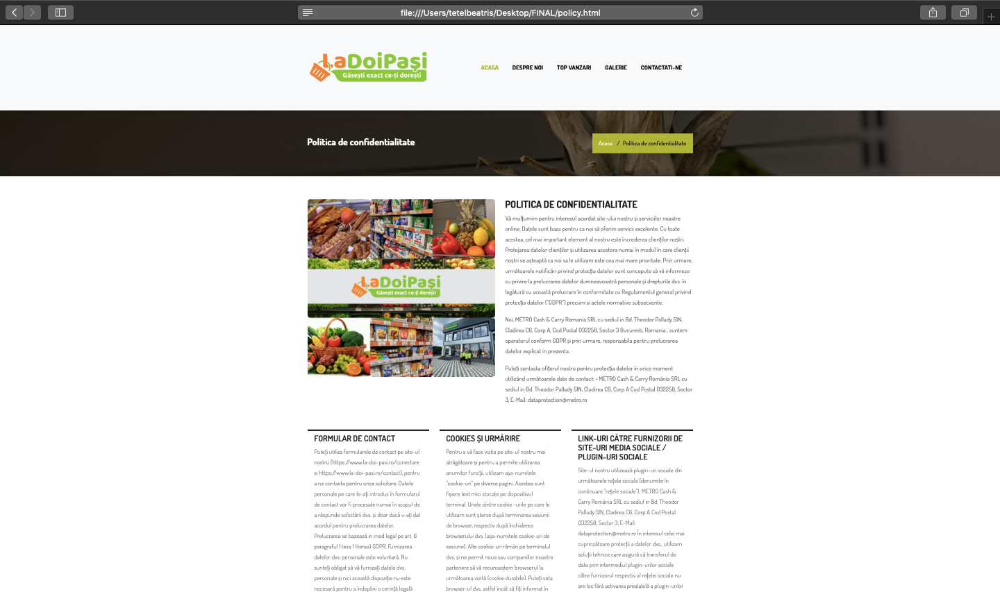 file:///Users/tetelbeatris/Desktop/FINAL/policy.html
LaDoiPași
Găsești exact ce-ți dorești
ACASA DESPRE NOI TOP VANZARI GALERIE CONTACTATI-NE
Politica de confidentialitate
Acasa / Politica de confidentialitate
LaDoiPași
Găsești exact ce-ți dorești
POLITICA DE CONFIDENTIALITATE
Vă mulțumim pentru interesul acordat site-ului nostru și serviciilor noastre
online. Datele sunt baza pentru ca noi să oferim servicii excelente. Cu toate
acestea, cel mai important element al nostru este încrederea clienților noștri.
Protejarea datelor clienților și utilizarea acestora numai în modul în care clienții
noștri se așteaptă ca noi sa le utilizam este cea mai mare prioritate. Prin urmare,
următoarele notificări privind protecția datelor sunt concepute să vă informeze
cu privire la prelucrarea datelor dumneavoastră personale și drepturile dvs. în
legătură cu această prelucrare în conformitate cu Regulamentul general privind
protecția datelor ("GDPR") precum si actele normative subsecvente.
Noi, METRO Cash & Carry Romania SRL cu sediul in Bd. Theodor Pallady 51N,
Cladirea C6, Corp A, Cod Postal 032258, Sector 3 Bucuresti, Romania , suntem
operatorul conform GDPR și prin urmare, responsabila pentru prelucrarea
datelor explicat in prezenta.
Puteți contacta ofițerul nostru pentru protecția datelor în orice moment
utilizând următoarele date de contact: • METRO Cash & Carry România SRL cu
sediul in Bd. Theodor Pallady 51N, Cladirea C6, Corp A Cod Postal 032258, Sector
3, E-Mail: dataprotection@metro.ro
FORMULAR DE CONTACT
Puteți utiliza formularele de contact pe site-ul
nostru (https://www.la-doi-pasi.ro/conectare
si https://www.la-doi-pasi.ro/contact), pentru
a ne contacta pentru orice solicitare. Datele
personale pe care le-ați introdus în formularul
de contact vor fi procesate numai în scopul de
a răspunde solicitării dvs. și doar dacă v-ați dat
acordul pentru prelucrarea datelor.
Prelucrarea se bazează in mod legal pe art. 6
paragraful 1 teza 1 literaa) GDPR. Furnizarea
datelor dvs. personale este voluntară. Nu
sunteți obligat să vă furnizați datele dvs.
personale și nici această dispoziție nu este
necesară pentru a îndeplini o cerință legală
COOKIES ȘI URMĂRIRE
Pentru a vă face vizita pe site-ul nostru mai
atrăgătoare și pentru a permite utilizarea
anumitor funcții, utilizam așa-numitele
"cookie-uri" pe diverse pagini. Acestea sunt
fișiere text mici stocate pe dispozitivul
terminal. Unele dintre cookie -urile pe care le
utilizam sunt șterse după terminarea sesiunii
de browser, respectiv după închiderea
browserului dvs. (așa-numitele cookie-uri de
sesiune). Alte cookie-uri rămân pe terminalul
dvs. și ne permit noua sau companiilor noastre
partenere să vă recunoastem browserul la
următoarea vizită (cookie durabile). Puteți seta
browser-ul dvs. astfel încât să fiți informat în
LINK-URI CĂTRE FURNIZORII DE
SITE-URI MEDIA SOCIALE /
PLUGIN-URI SOCIALE
Site-ul nostru utilizează plugin-uri sociale din
următoarele rețele sociale (denumite în
continuare "rețele sociale"): METRO Cash &
Carry România SRL cu sediul in Bd. Theodor
Pallady 51N, Cladirea C6, Corp A Cod Postal
032258, Sector 3, E-Mail:
dataprotection@metro.ro În interesul celei mai
cuprinzătoare protecții a datelor dvs., utilizam
soluții tehnice care asigură că transferul de
date prin intermediul plugin-urilor sociale
către furnizorul respectiv al rețelei sociale nu
are loc fără activarea prealabilă a plugin-urilor